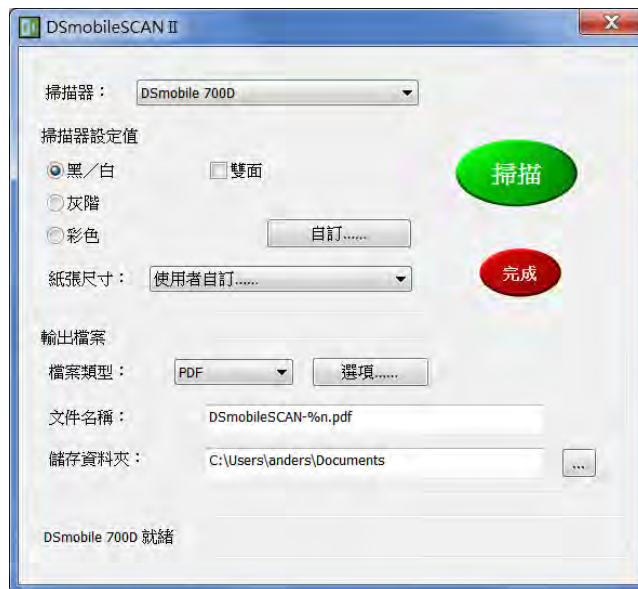 DSmobileSCAN II
掃描器： DSmobile 700D
掃描器設定值
黑／白 雙面 掃描
灰階
彩色 自訂......
紙張尺寸： 使用者自訂...... 完成
輸出檔案
檔案類型： PDF 選項......
文件名稱： DSmobileSCAN-%n.pdf
儲存資料夾： C:\Users\anders\Documents ...
DSmobile 700D 就緒